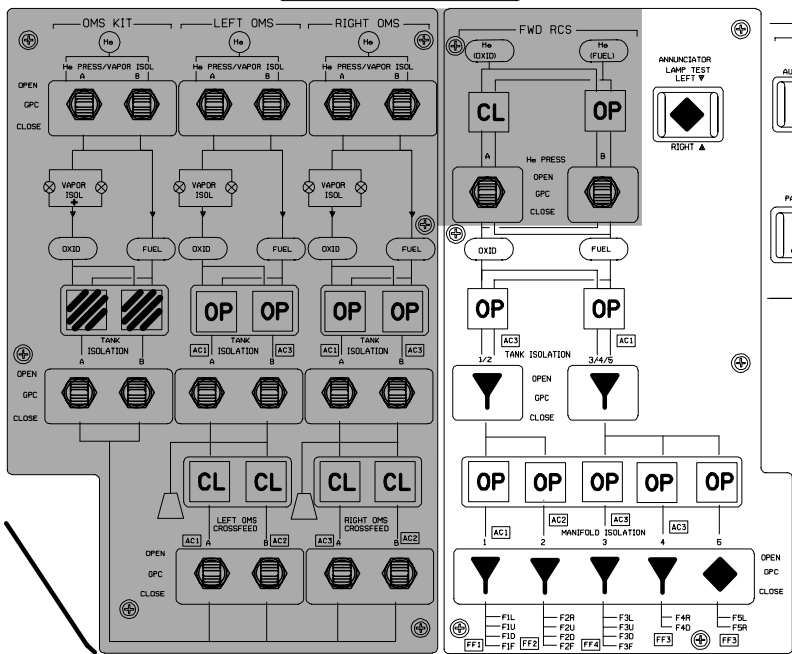 OMS KIT
LEFT OMS
RIGHT OMS
FWD RCS
He
He
He
He (OXID)
He (FUEL)
He PRESS/VAPOR ISOL
He PRESS/VAPOR ISOL
He PRESS/VAPOR ISOL
A B
A B
A B
OPEN
GPC
CLOSE
CL
OP
A
B
He PRESS
OPEN
GPC
CLOSE
ANNUNCIATOR
LAMP TEST
LEFT ▼
RIGHT ▲
AU
PA
VAPOR
ISOL
+
VAPOR
ISOL
VAPOR
ISOL
OXID
FUEL
OXID
FUEL
OXID
FUEL
OXID
FUEL
OP
OP
OP
OP
OP
OP
TANK
ISOLATION
A
B
TANK
ISOLATION
AC1
A
B
AC3
TANK
ISOLATION
AC1
A
B
AC3
AC3
1/2
TANK ISOLATION
3/4/5
AC1
OPEN
GPC
CLOSE
OPEN
GPC
CLOSE
CL
CL
CL
CL
OP
OP
OP
OP
OP
LEFT OMS
CROSSFEED
AC1
A
B
AC2
RIGHT OMS
CROSSFEED
AC3
A
B
AC2
AC1
AC2
AC3
AC3
MANIFOLD ISOLATION
1
2
3
4
5
OPEN
GPC
CLOSE
OPEN
GPC
CLOSE
F1L
F1U
F1D
F1F
FF1
F2R
F2U
F2D
F2F
FF2
F3L
F3U
F3D
F3F
FF4
F4R
F4D
FF3
F5L
F5R
FF3